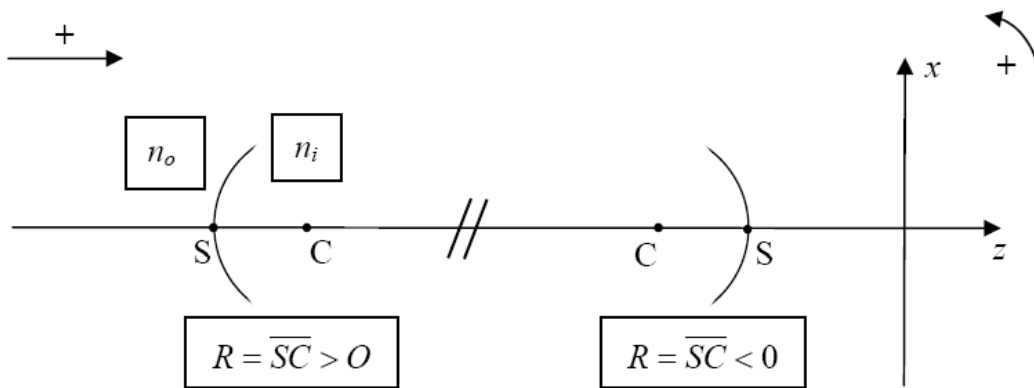 +
x
+
n_o
n_i
S
C
C
S
z
R = \overline{SC} > O
R = \overline{SC} < 0